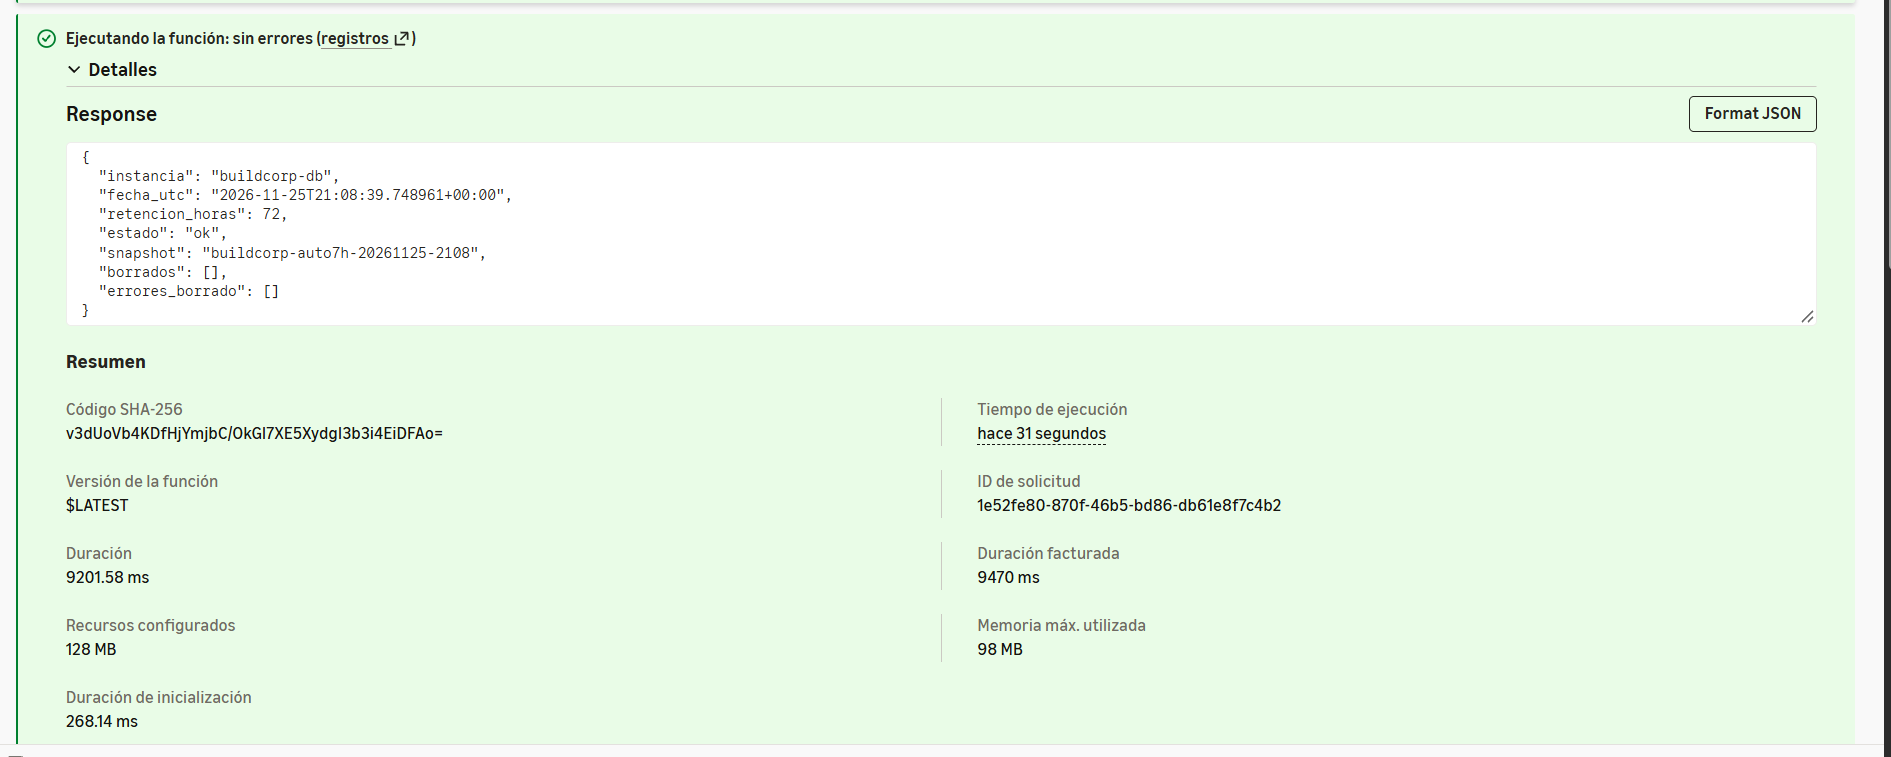 Ejecutando la función: sin errores (registros )
Detalles
Response
Format JSON
{
"instancia": "buildcorp-db",
"fecha_utc": "2026-11-25T21:08:39.748961+00:00",
"retencion_horas": 72,
"estado": "ok",
"snapshot": "buildcorp-auto7h-20261125-2108",
"borrados": [],
"errores_borrado": []
}
Resumen
Código SHA-256
v3dUoVb4KDfHjYmjbC/OkGI7XE5XydgI3b3i4EiDFAo=
Tiempo de ejecución
hace 31 segundos
Versión de la función
$LATEST
ID de solicitud
1e52fe80-870f-46b5-bd86-db61e8f7c4b2
Duración
9201.58 ms
Duración facturada
9470 ms
Recursos configurados
128 MB
Memoria máx. utilizada
98 MB
Duración de inicialización
268.14 ms